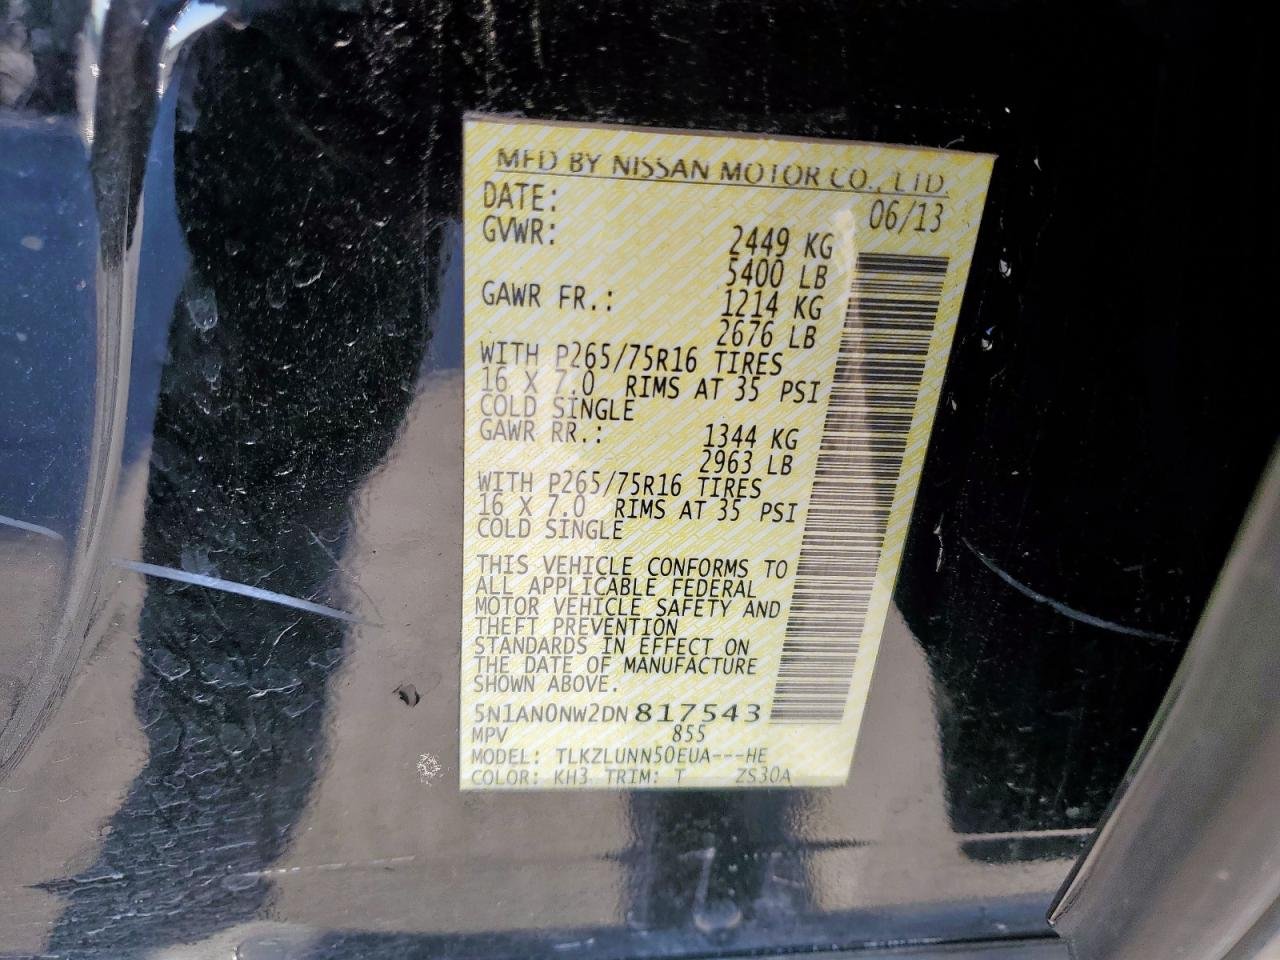 MFD BY NISSAN MOTOR CO., LTD.
DATE: 06/13
GVWR: 2449 KG
5400 LB
GAWR FR.: 1214 KG
2676 LB
WITH P265/75R16 TIRES
16 X 7.0 RIMS AT 35 PSI
COLD SINGLE
GAWR RR.: 1344 KG
2963 LB
WITH P265/75R16 TIRES
16 X 7.0 RIMS AT 35 PSI
COLD SINGLE
THIS VEHICLE CONFORMS TO
ALL APPLICABLE FEDERAL
MOTOR VEHICLE SAFETY AND
THEFT PREVENTION
STANDARDS IN EFFECT ON
THE DATE OF MANUFACTURE
SHOWN ABOVE.
5N1AN0NW2DN817543
MPV 855
MODEL: TLKZLUNN50EUA---HE
COLOR: KH3 TRIM: T ZS30A